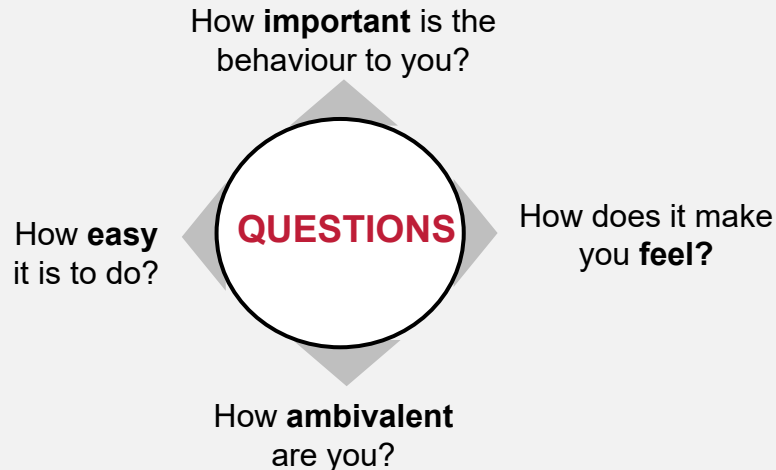 How important is the
behaviour to you?
How easy
it is to do?
QUESTIONS
How does it make
you feel?
How ambivalent
are you?